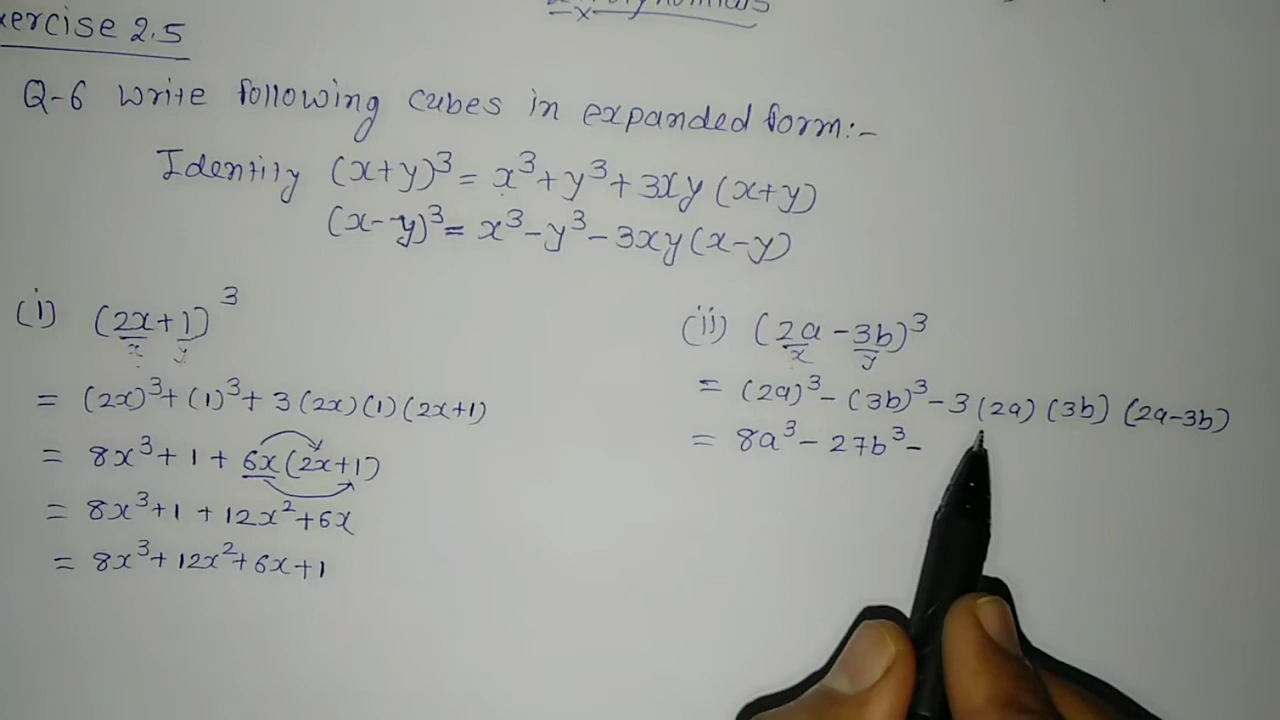 Exercise 2.5
Q-6 Write following cubes in expanded form:-
Identity (x+y)³ = x³+y³+3xy(x+y)
(x-y)³ = x³-y³-3xy(x-y)
(i) (2x+1)³
x y
= (2x)³+(1)³+3(2x)(1)(2x+1)
= 8x³+1+6x(2x+1)
= 8x³+1+12x²+6x
= 8x³+12x²+6x+1
(ii) (2a-3b)³
x y
= (2a)³-(3b)³-3(2a)(3b)(2a-3b)
= 8a³-27b³-